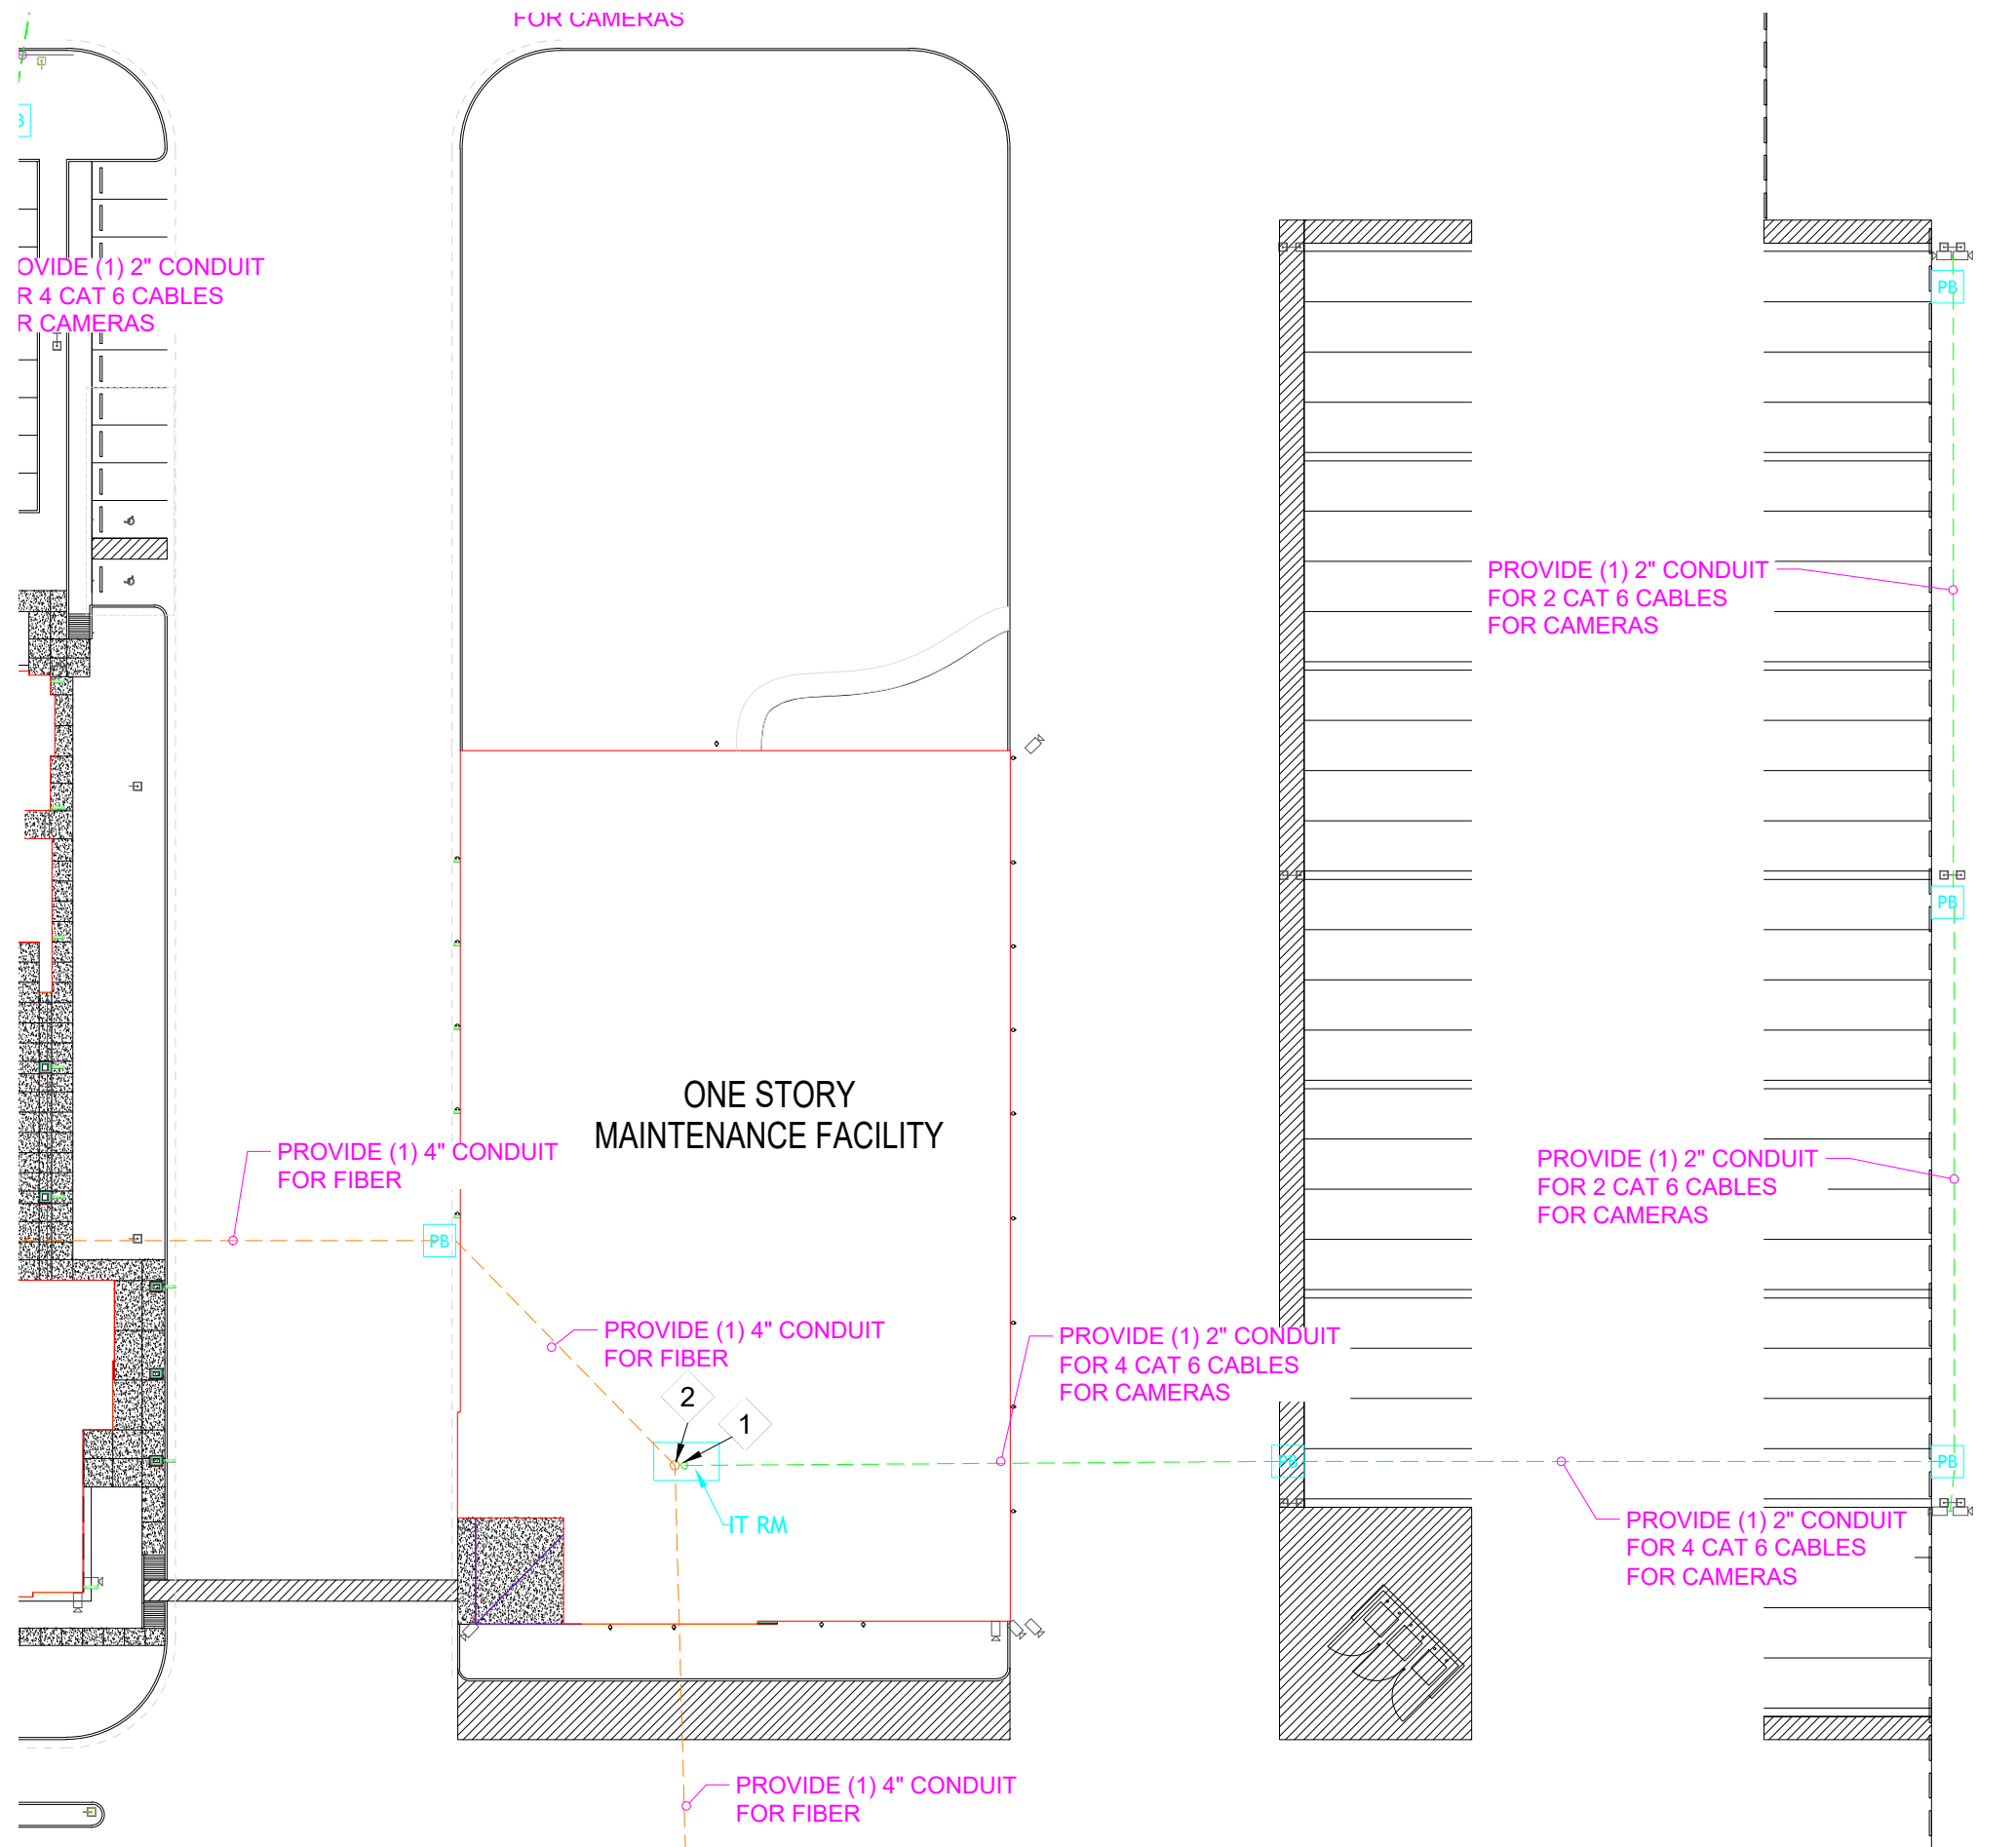 FOR CAMERAS
OVIDE (1) 2" CONDUIT
R 4 CAT 6 CABLES
R CAMERAS
PB
PROVIDE (1) 2" CONDUIT
FOR 2 CAT 6 CABLES
FOR CAMERAS
PB
ONE STORY
MAINTENANCE FACILITY
PROVIDE (1) 4" CONDUIT
FOR FIBER
PROVIDE (1) 2" CONDUIT
FOR 2 CAT 6 CABLES
FOR CAMERAS
PB
PROVIDE (1) 4" CONDUIT
FOR FIBER
PROVIDE (1) 2" CONDUIT
FOR 4 CAT 6 CABLES
FOR CAMERAS
2
1
PB
PB
IT RM
PROVIDE (1) 2" CONDUIT
FOR 4 CAT 6 CABLES
FOR CAMERAS
PROVIDE (1) 4" CONDUIT
FOR FIBER